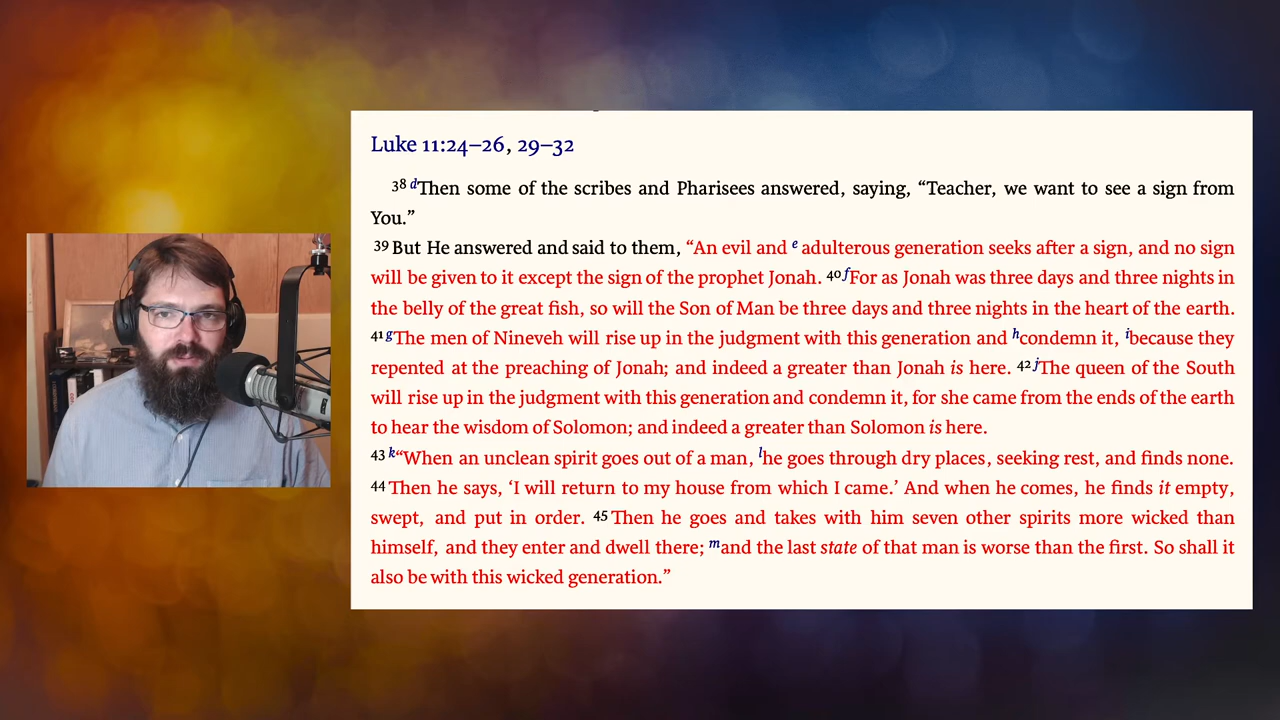 Luke 11:24–26, 29–32
38 dThen some of the scribes and Pharisees answered, saying, “Teacher, we want to see a sign from
You.”
39 But He answered and said to them, “An evil and e adulterous generation seeks after a sign, and no sign
will be given to it except the sign of the prophet Jonah. 40 fFor as Jonah was three days and three nights in
the belly of the great fish, so will the Son of Man be three days and three nights in the heart of the earth.
41 gThe men of Nineveh will rise up in the judgment with this generation and hcondemn it, ibecause they
repented at the preaching of Jonah; and indeed a greater than Jonah is here. 42 jThe queen of the South
will rise up in the judgment with this generation and condemn it, for she came from the ends of the earth
to hear the wisdom of Solomon; and indeed a greater than Solomon is here.
43 k“When an unclean spirit goes out of a man, lhe goes through dry places, seeking rest, and finds none.
44 Then he says, ‘I will return to my house from which I came.’ And when he comes, he finds it empty,
swept, and put in order. 45 Then he goes and takes with him seven other spirits more wicked than
himself, and they enter and dwell there; mand the last state of that man is worse than the first. So shall it
also be with this wicked generation.”